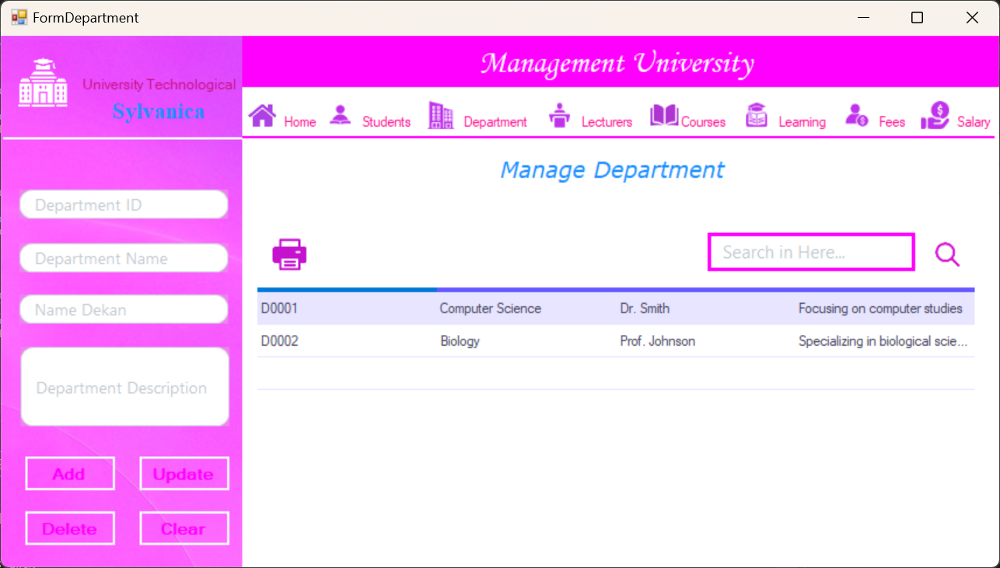 FormDepartment
Management University
University Technological
Sylvanica
Home Students Department Lecturers Courses Learning Fees Salary
Manage Department
Department ID
Department Name
Name Dekan
Department Description
Add Update
Delete Clear
Search in Here...
D0001 Computer Science Dr. Smith Focusing on computer studies
D0002 Biology Prof. Johnson Specializing in biological scie...